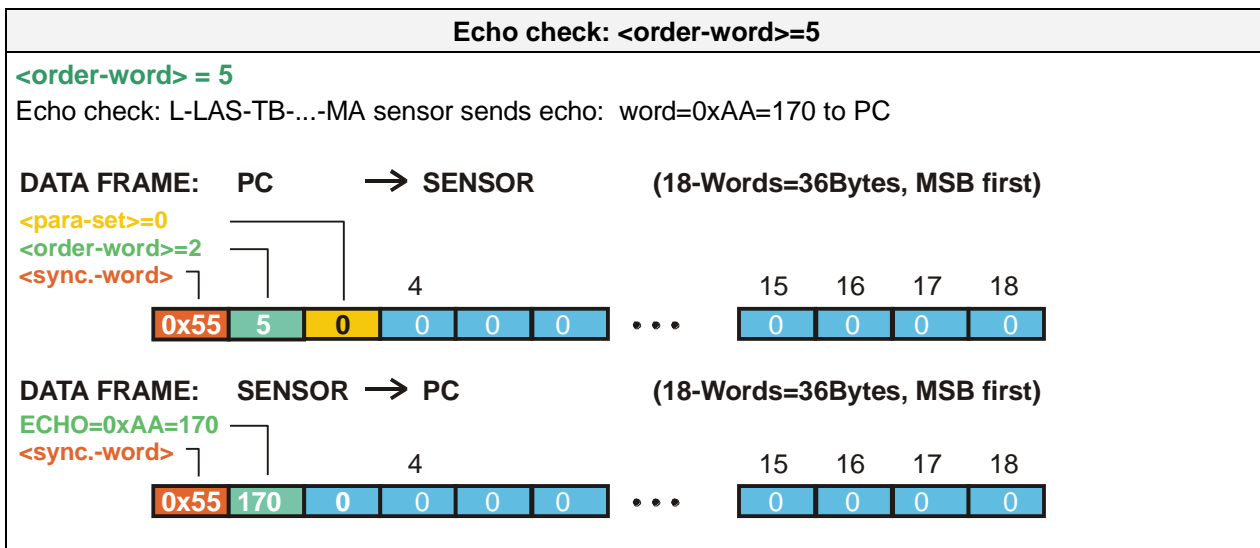 Echo check: <order-word>=5
<order-word> = 5
Echo check: L-LAS-TB-...-MA sensor sends echo: word=0xAA=170 to PC
DATA FRAME: PC → SENSOR (18-Words=36Bytes, MSB first)
<para-set>=0
<order-word>=2
<sync.-word>
4 15 16 17 18
0x55 5 0 0 0 0 ••• 0 0 0 0
DATA FRAME: SENSOR → PC (18-Words=36Bytes, MSB first)
ECHO=0xAA=170
<sync.-word>
4 15 16 17 18
0x55 170 0 0 0 0 ••• 0 0 0 0